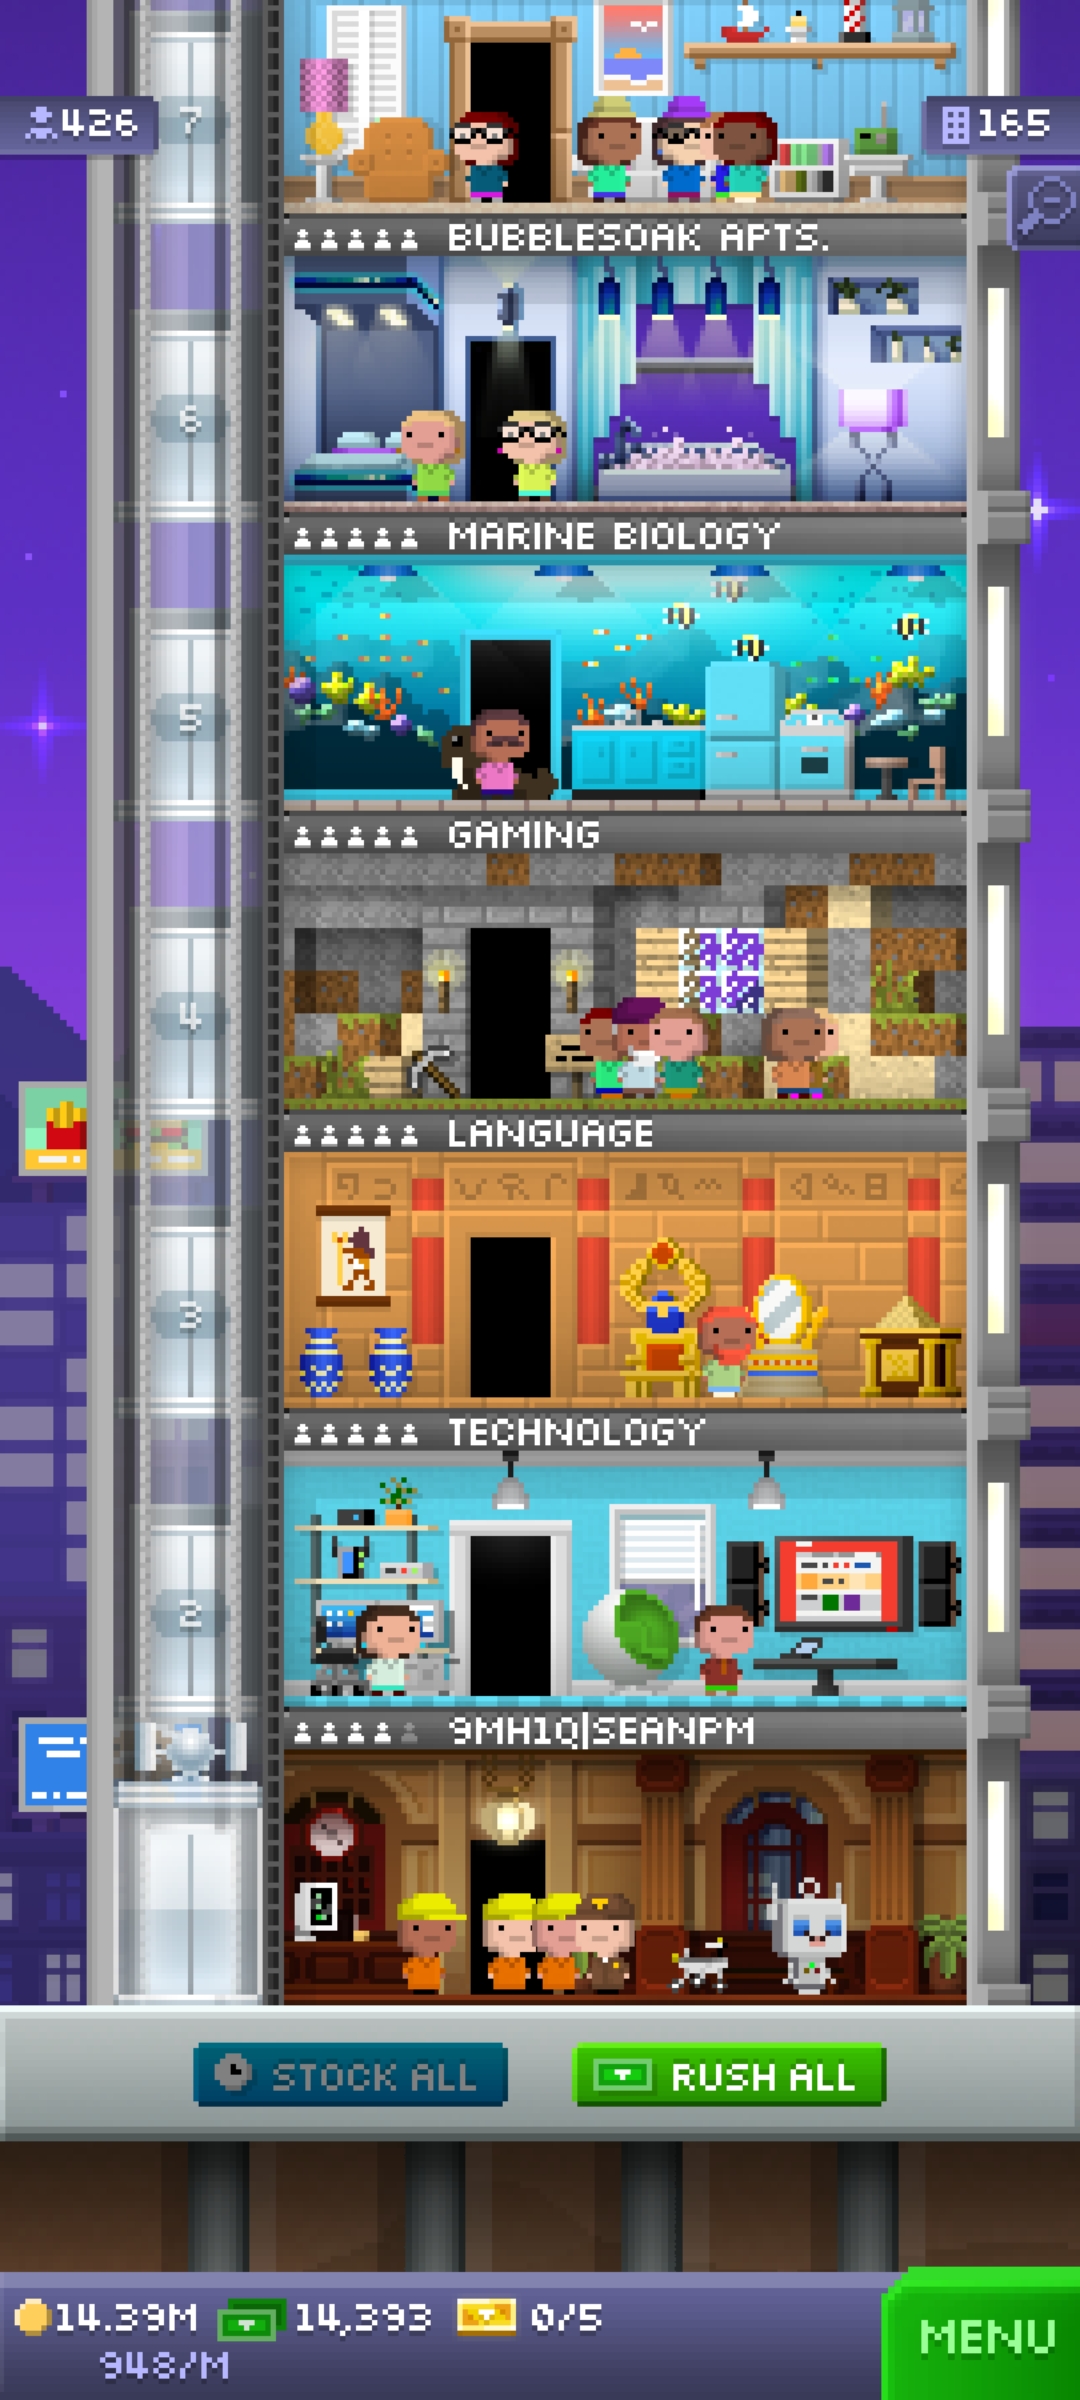 7
426
165
BUBBLESOAK APTS.
6
MARINE BIOLOGY
5
GAMING
4
LANGUAGE
3
TECHNOLOGY
2
9MH1Q|SEANPM
STOCK ALL
RUSH ALL
14.39M
14,393
0/5
948/M
MENU